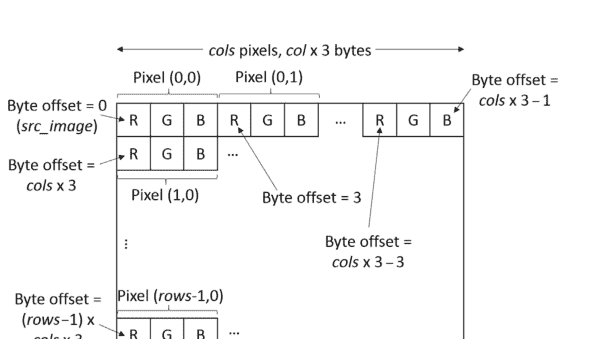 cols pixels, col x 3 bytes
Pixel (0,0)
Pixel (0,1)
Byte offset =
cols x 3 – 1
Byte offset = 0
(src_image)
R G B R G B ... R G B
Byte offset =
cols x 3
R G B ...
Pixel (1,0)
Byte offset = 3
Byte offset =
cols x 3 – 3
...
Byte offset =
(rows–1) x
cols x 3
Pixel (rows-1,0)
R G B ...